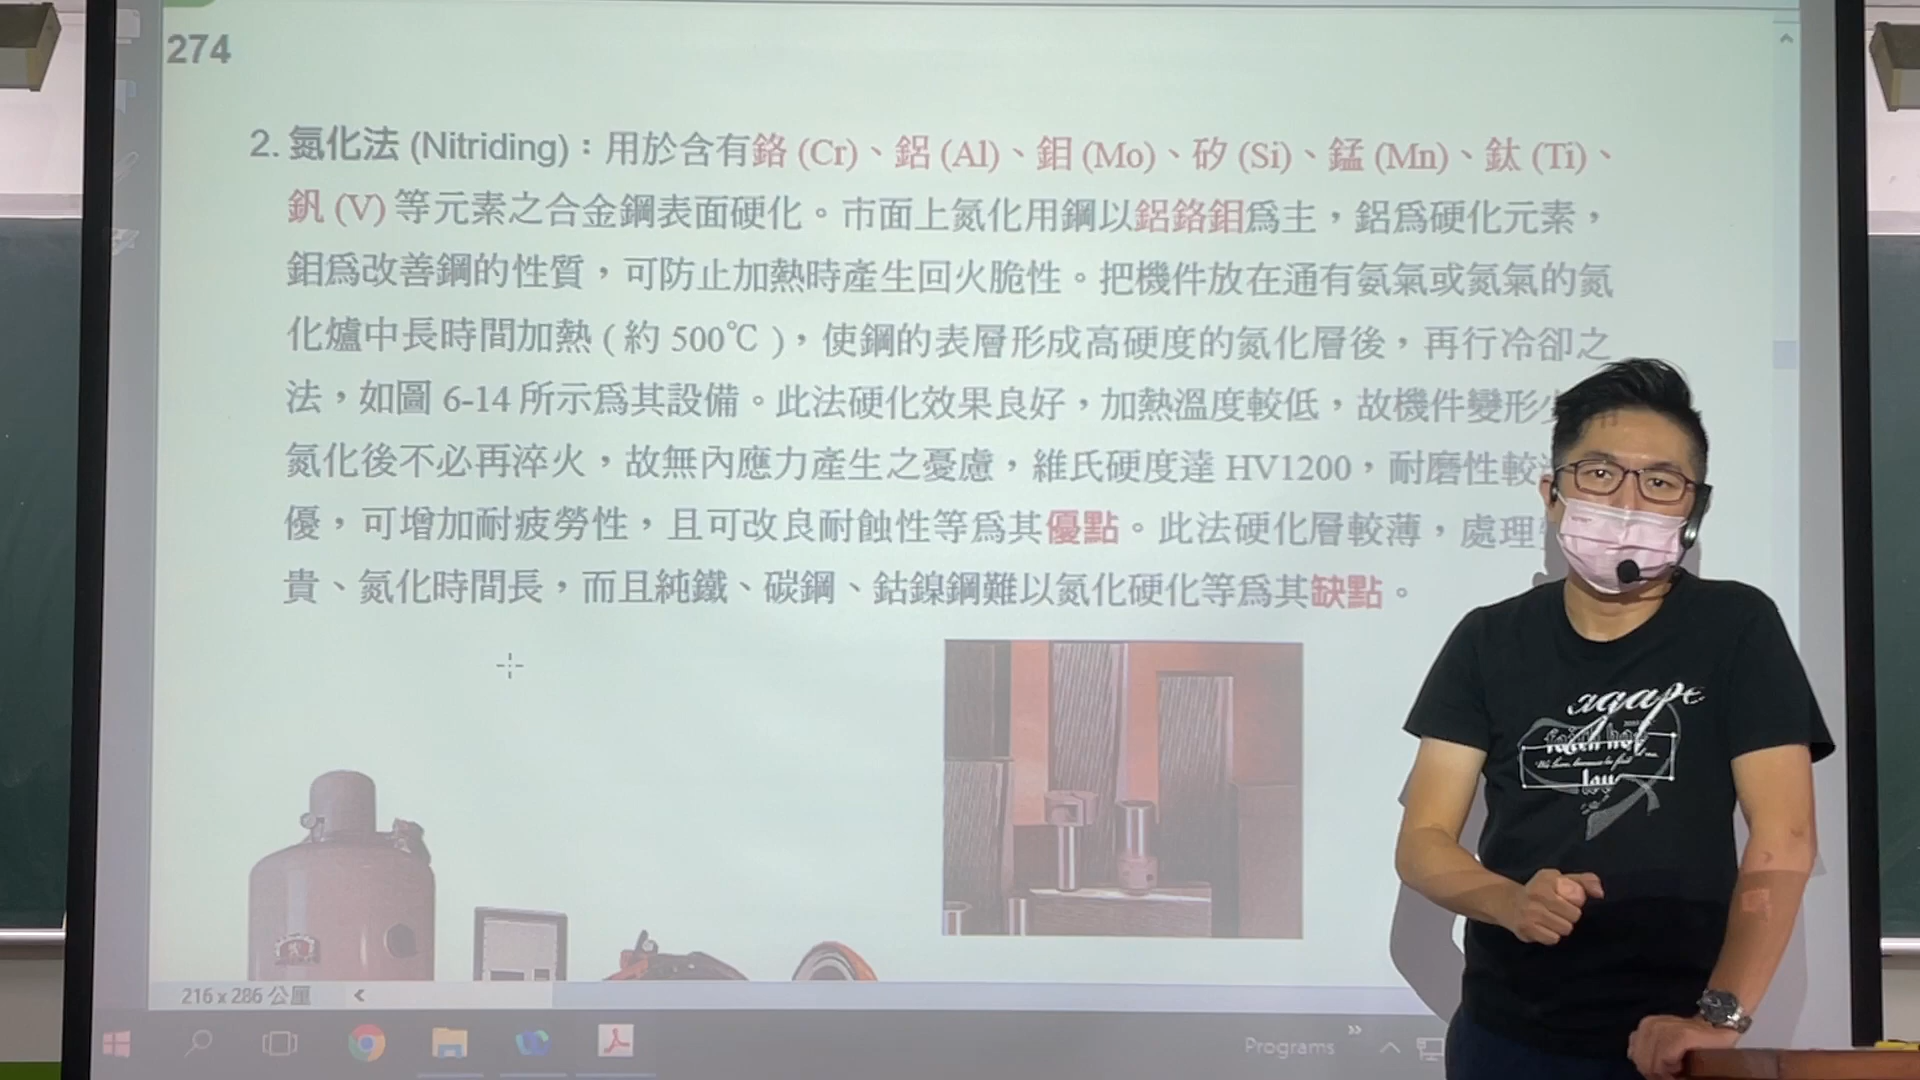 274
2. 氮化法 (Nitriding)：用於含有鉻 (Cr)、鋁 (Al)、鉬 (Mo)、矽 (Si)、錳 (Mn)、鈦 (Ti)、
釩 (V) 等元素之合金鋼表面硬化。市面上氮化用鋼以鋁鉻鉬為主，鋁為硬化元素，
鉬為改善鋼的性質，可防止加熱時產生回火脆性。把機件放在通有氨氣或氮氣的氮
化爐中長時間加熱 ( 約 500℃ )，使鋼的表層形成高硬度的氮化層後，再行冷卻之
法，如圖 6-14 所示為其設備。此法硬化效果良好，加熱溫度較低，故機件變形少
氮化後不必再淬火，故無內應力產生之憂慮，維氏硬度達 HV1200，耐磨性較
優，可增加耐疲勞性，且可改良耐蝕性等為其優點。此法硬化層較薄，處理
貴、氮化時間長，而且純鐵、碳鋼、鈷鎳鋼難以氮化硬化等為其缺點。
216 x 286 公厘
Programs
agape
faith hope
love